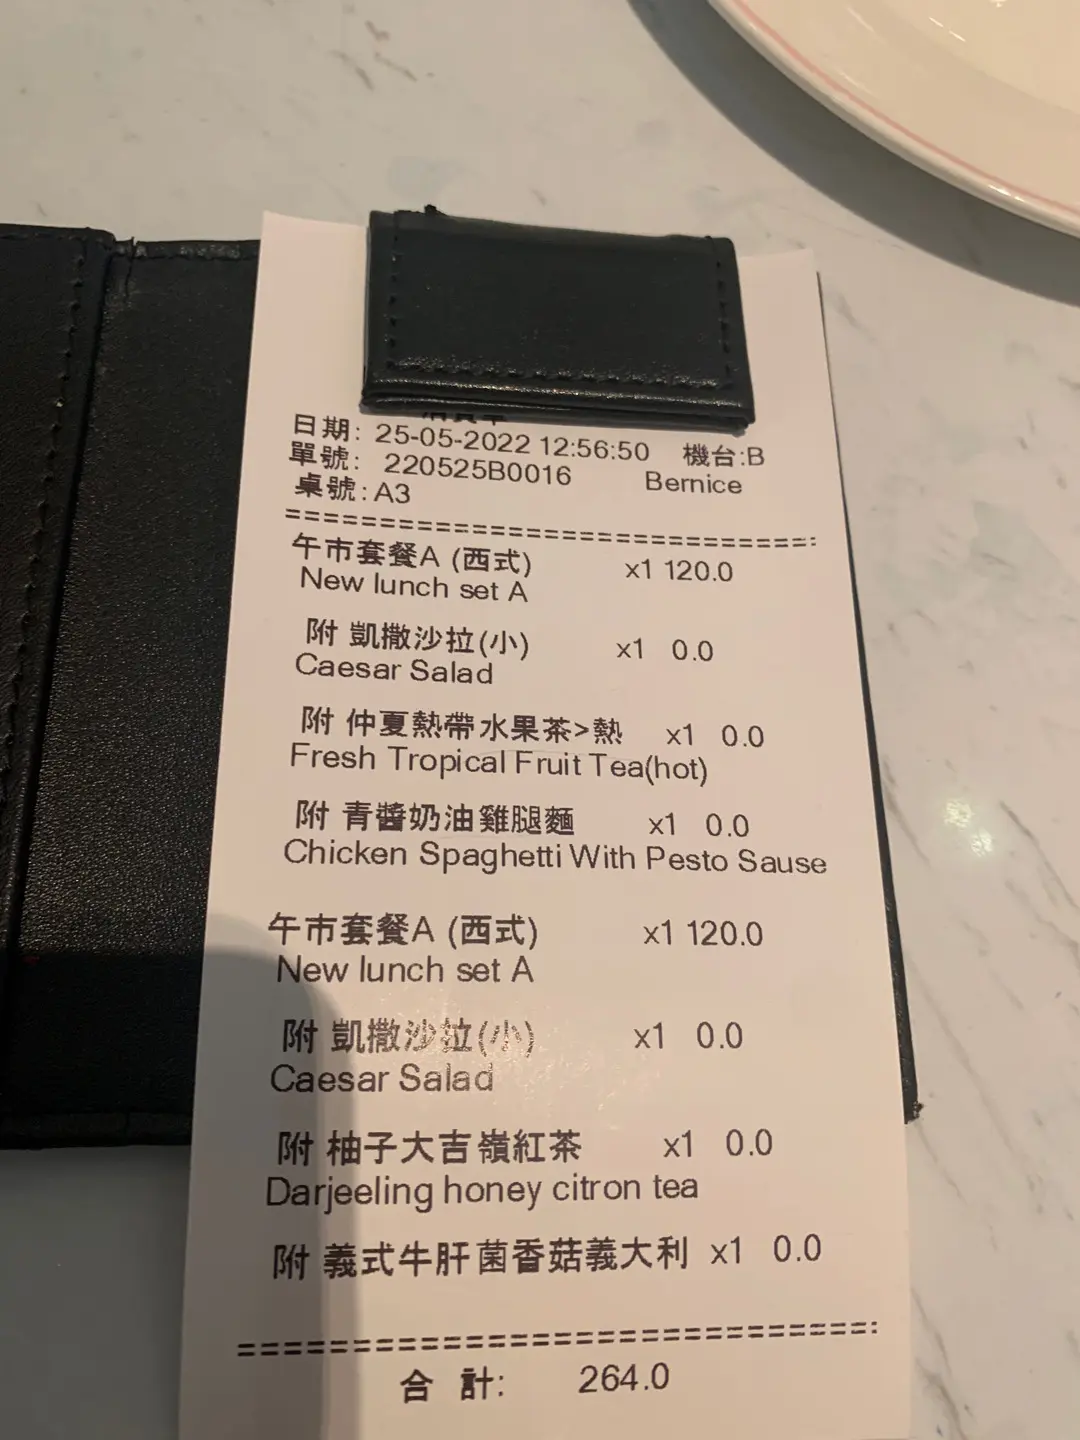 日期: 25-05-2022 12:56:50 機台:B
單號: 220525B0016 Bernice
桌號:A3
================================
午市套餐A (西式) x1 120.0
New lunch set A
附 凱撒沙拉(小) x1 0.0
Caesar Salad
附 仲夏熱帶水果茶>熱 x1 0.0
Fresh Tropical Fruit Tea(hot)
附 青醬奶油雞腿麵 x1 0.0
Chicken Spaghetti With Pesto Sause
午市套餐A (西式) x1 120.0
New lunch set A
附 凱撒沙拉(小) x1 0.0
Caesar Salad
附 柚子大吉嶺紅茶 x1 0.0
Darjeeling honey citron tea
附 義式牛肝菌香菇義大利 x1 0.0
================================
合 計: 264.0